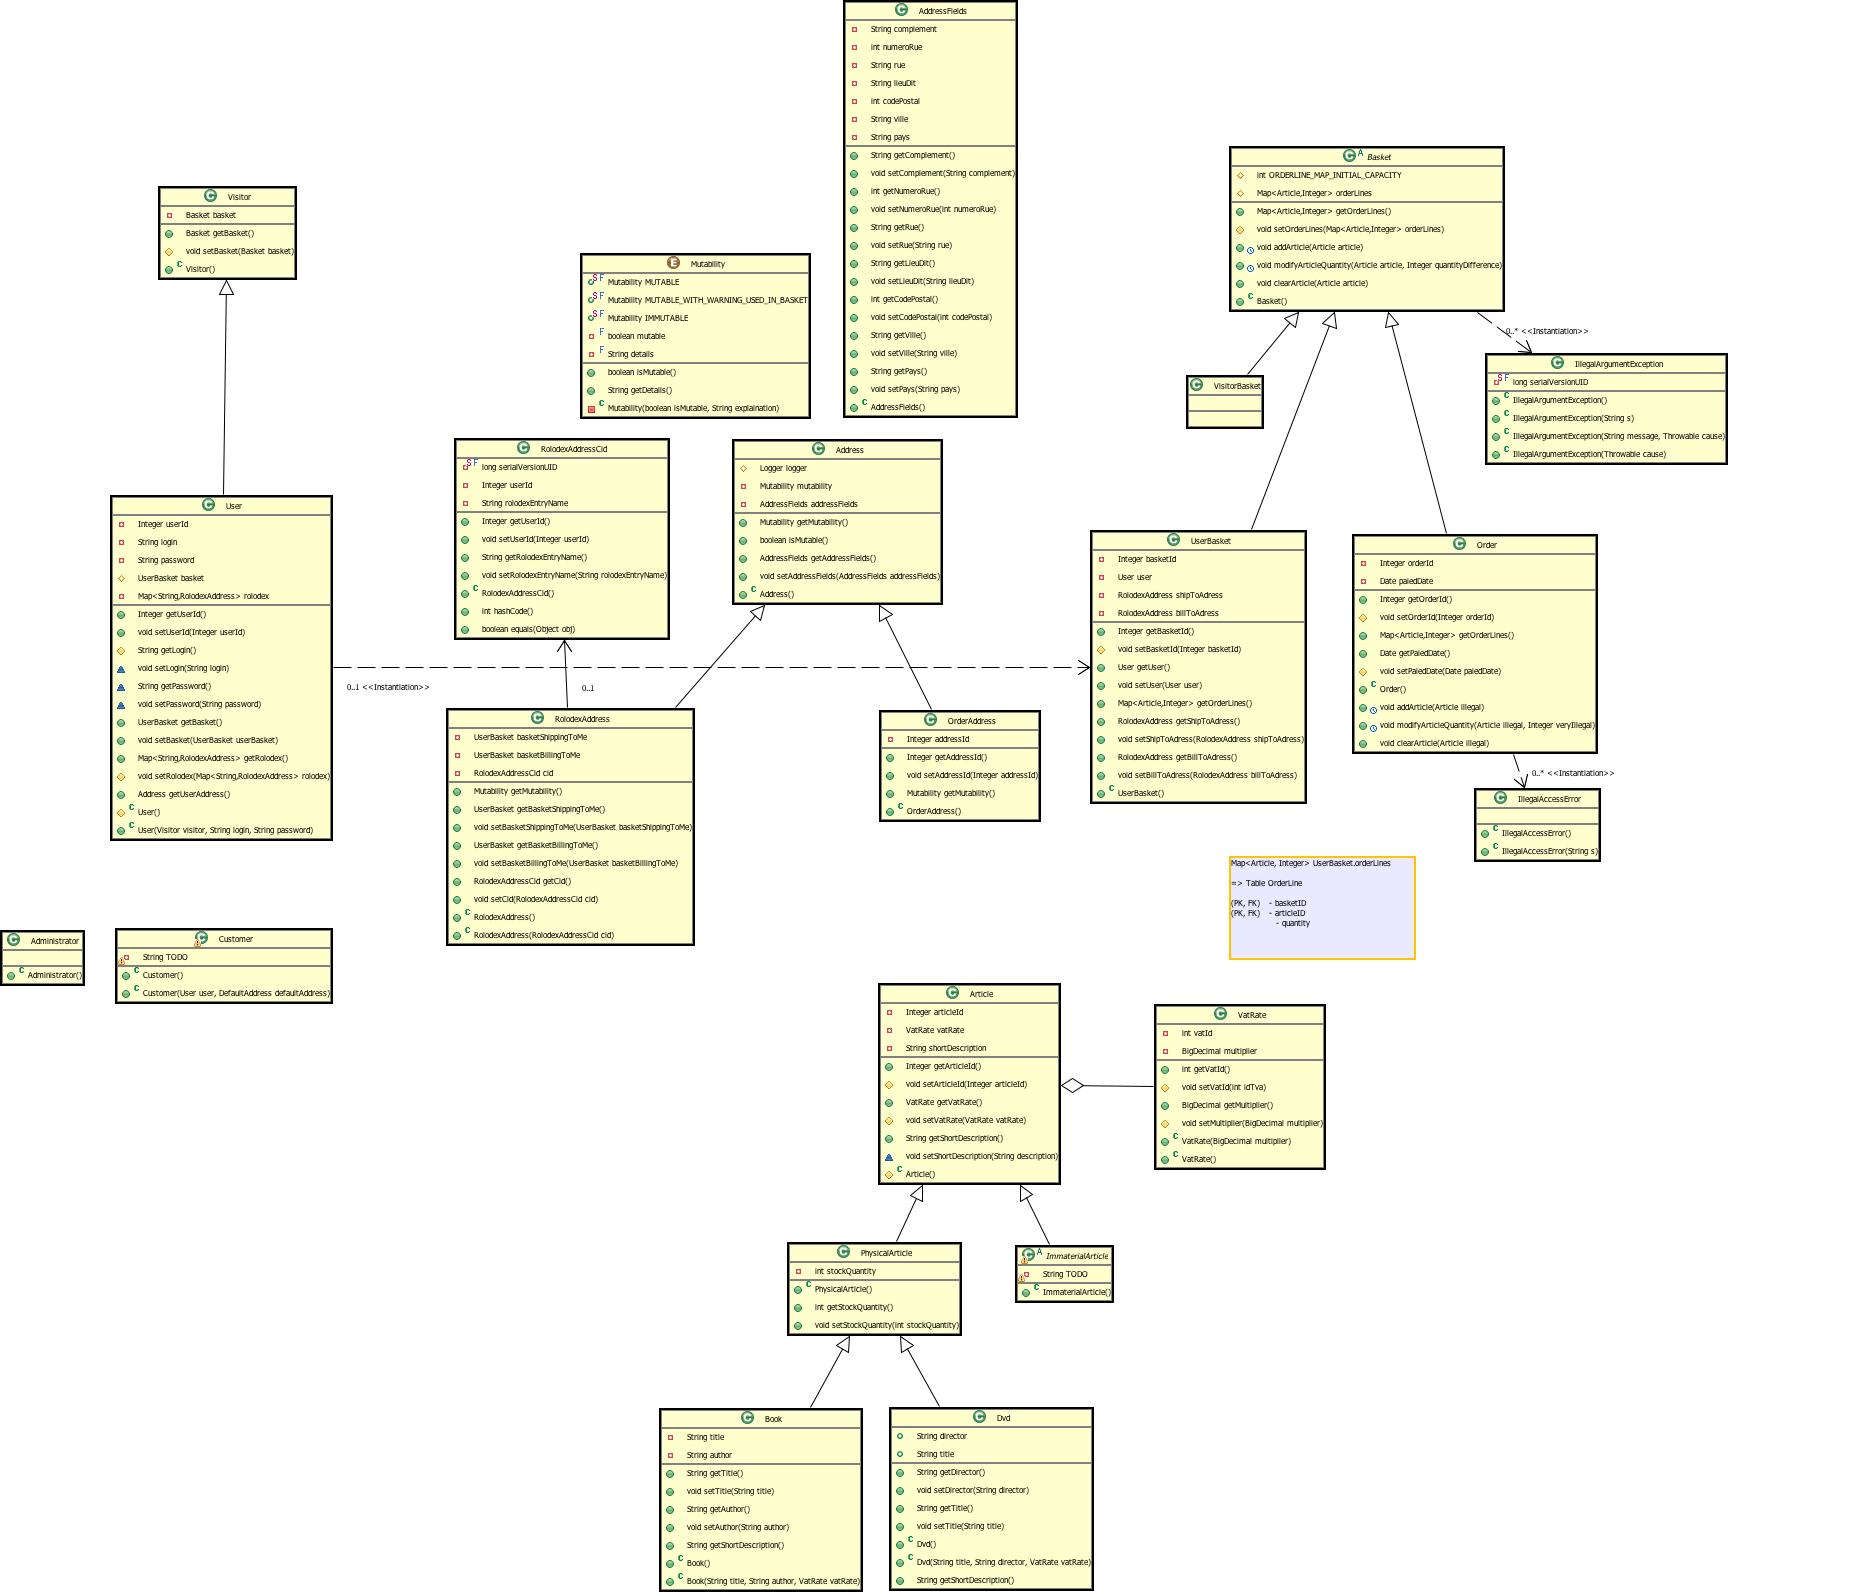 AddressFields
String complement
int numeroRue
String rue
String lieuDit
int codePostal
String ville
String pays
String getComplement()
void setComplement(String complement)
int getNumeroRue()
void setNumeroRue(int numeroRue)
String getRue()
void setRue(String rue)
String getLieuDit()
void setLieuDit(String lieuDit)
int getCodePostal()
void setCodePostal(int codePostal)
String getVille()
void setVille(String ville)
String getPays()
void setPays(String pays)
AddressFields()
Basket
int ORDERLINE_MAP_INITIAL_CAPACITY
Map<Article,Integer> orderLines
Map<Article,Integer> getOrderLines()
void setOrderLines(Map<Article,Integer> orderLines)
void addArticle(Article article)
void modifyArticleQuantity(Article article, Integer quantityDifference)
void clearArticle(Article article)
Basket()
Visitor
Basket basket
Basket getBasket()
void setBasket(Basket basket)
Visitor()
Mutability
Mutability MUTABLE
Mutability MUTABLE_WITH_WARNING_USED_IN_BASKET
Mutability IMMUTABLE
boolean mutable
String details
boolean isMutable()
String getDetails()
Mutability(boolean isMutable, String explaination)
0..* <<Instantiation>>
VisitorBasket
IllegalArgumentException
long serialVersionUID
IllegalArgumentException()
IllegalArgumentException(String s)
IllegalArgumentException(String message, Throwable cause)
IllegalArgumentException(Throwable cause)
RolodexAddressCid
long serialVersionUID
Integer userId
String rolodexEntryName
Integer getUserId()
void setUserId(Integer userId)
String getRolodexEntryName()
void setRolodexEntryName(String rolodexEntryName)
RolodexAddressCid()
int hashCode()
boolean equals(Object obj)
Address
Logger logger
Mutability mutability
AddressFields addressFields
Mutability getMutability()
boolean isMutable()
AddressFields getAddressFields()
void setAddressFields(AddressFields addressFields)
Address()
User
Integer userId
String login
String password
UserBasket basket
Map<String,RolodexAddress> rolodex
Integer getUserId()
void setUserId(Integer userId)
String getLogin()
void setLogin(String login)
String getPassword()
void setPassword(String password)
UserBasket getBasket()
void setBasket(UserBasket userBasket)
Map<String,RolodexAddress> getRolodex()
void setRolodex(Map<String,RolodexAddress> rolodex)
Address getUserAddress()
User()
User(Visitor visitor, String login, String password)
0..1 <<Instantiation>>
0..1
UserBasket
Integer basketId
User user
RolodexAddress shipToAdress
RolodexAddress billToAdress
Integer getBasketId()
void setBasketId(Integer basketId)
User getUser()
void setUser(User user)
Map<Article,Integer> getOrderLines()
RolodexAddress getShipToAdress()
void setShipToAdress(RolodexAddress shipToAdress)
RolodexAddress getBillToAdress()
void setBillToAdress(RolodexAddress billToAdress)
UserBasket()
Order
Integer orderId
Date paiedDate
Integer getOrderId()
void setOrderId(Integer orderId)
Map<Article,Integer> getOrderLines()
Date getPaiedDate()
void setPaiedDate(Date paiedDate)
Order()
void addArticle(Article illegal)
void modifyArticleQuantity(Article illegal, Integer veryIllegal)
void clearArticle(Article illegal)
0..* <<Instantiation>>
RolodexAddress
UserBasket basketShippingToMe
UserBasket basketBillingToMe
RolodexAddressCid cid
Mutability getMutability()
UserBasket getBasketShippingToMe()
void setBasketShippingToMe(UserBasket basketShippingToMe)
UserBasket getBasketBillingToMe()
void setBasketBillingToMe(UserBasket basketBillingToMe)
RolodexAddressCid getCid()
void setCid(RolodexAddressCid cid)
RolodexAddress()
RolodexAddress(RolodexAddressCid cid)
OrderAddress
Integer addressId
Integer getAddressId()
void setAddressId(Integer addressId)
Mutability getMutability()
OrderAddress()
IllegalAccessError
IllegalAccessError()
IllegalAccessError(String s)
Map<Article, Integer> UserBasket.orderLines
=> Table OrderLine
(PK, FK) - basketID
(PK, FK) - articleID
- quantity
Administrator
Administrator()
Customer
String TODO
Customer()
Customer(User user, DefaultAddress defaultAddress)
Article
Integer articleId
VatRate vatRate
String shortDescription
Integer getArticleId()
void setArticleId(Integer articleId)
VatRate getVatRate()
void setVatRate(VatRate vatRate)
String getShortDescription()
void setShortDescription(String description)
Article()
VatRate
int vatId
BigDecimal multiplier
int getVatId()
void setVatId(int idTva)
BigDecimal getMultiplier()
void setMultiplier(BigDecimal multiplier)
VatRate(BigDecimal multiplier)
VatRate()
PhysicalArticle
int stockQuantity
PhysicalArticle()
int getStockQuantity()
void setStockQuantity(int stockQuantity)
ImmaterialArticle
String TODO
ImmaterialArticle()
Book
String title
String author
String getTitle()
void setTitle(String title)
String getAuthor()
void setAuthor(String author)
String getShortDescription()
Book()
Book(String title, String author, VatRate vatRate)
Dvd
String director
String title
String getDirector()
void setDirector(String director)
String getTitle()
void setTitle(String title)
Dvd()
Dvd(String title, String director, VatRate vatRate)
String getShortDescription()